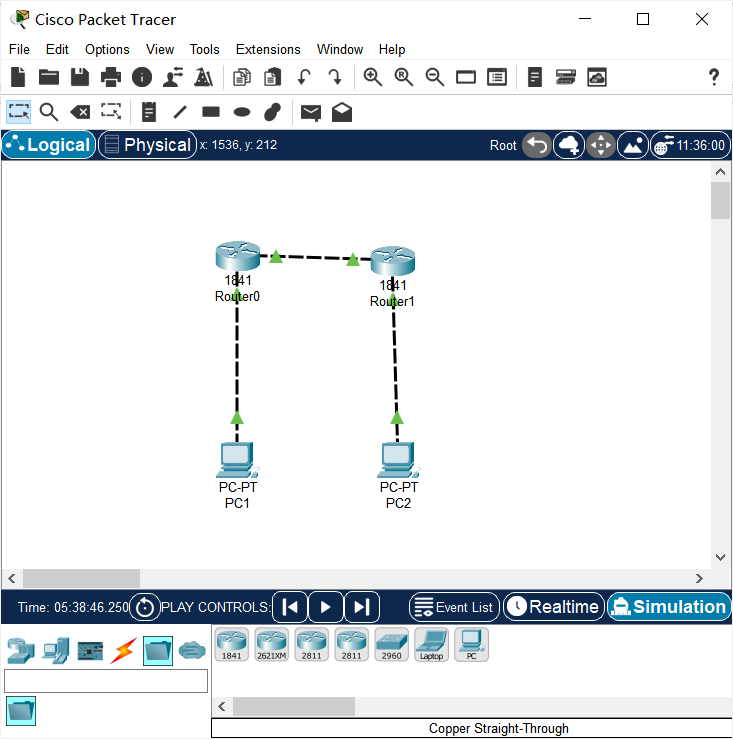 Cisco Packet Tracer
File Edit Options View Tools Extensions Window Help
Logical Physical x: 1536, y: 212 Root 11:36:00
1841
Router0
1841
Router1
PC-PT
PC1
PC-PT
PC2
Time: 05:38:46.250 PLAY CONTROLS: Event List Realtime Simulation
1841 2621XM 2811 2811 2960 Laptop PC
Copper Straight-Through